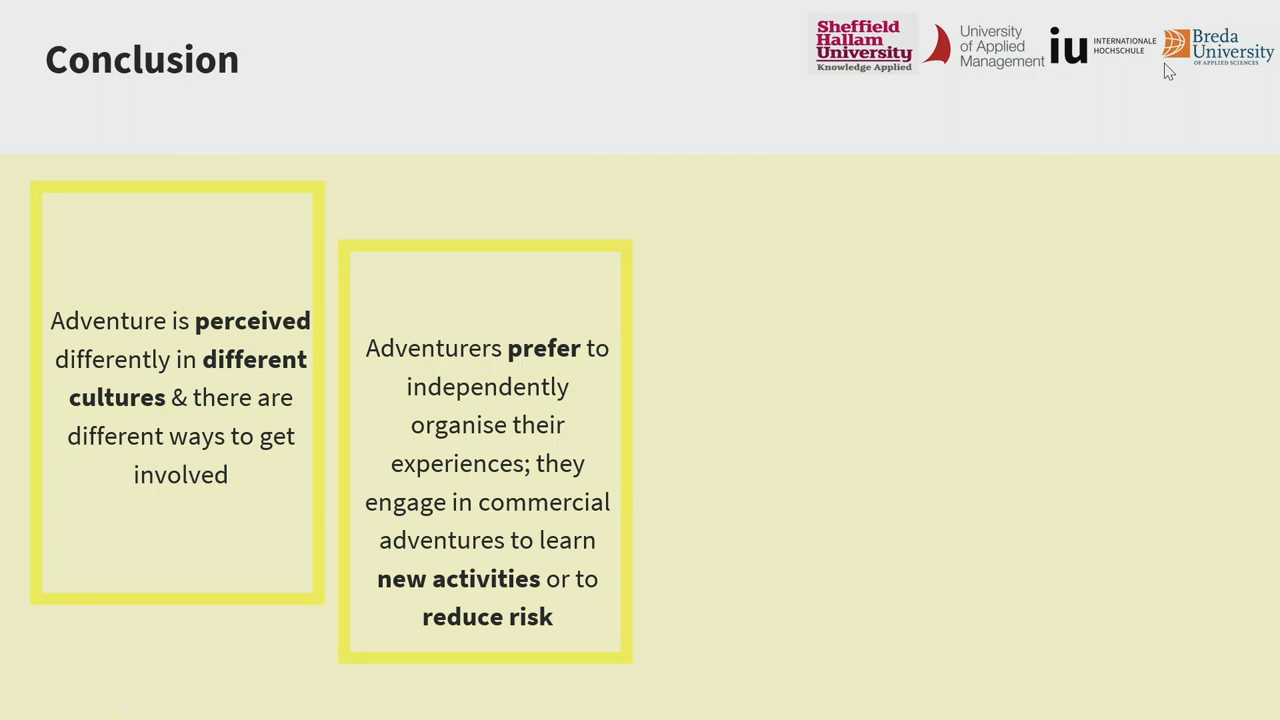 Conclusion
Sheffield
Hallam
University
Knowledge Applied
University
of Applied
Management
iu
INTERNATIONALE
HOCHSCHULE
Breda
University
OF APPLIED SCIENCES
Adventure is perceived
differently in different
cultures & there are
different ways to get
involved
Adventurers prefer to
independently
organise their
experiences; they
engage in commercial
adventures to learn
new activities or to
reduce risk